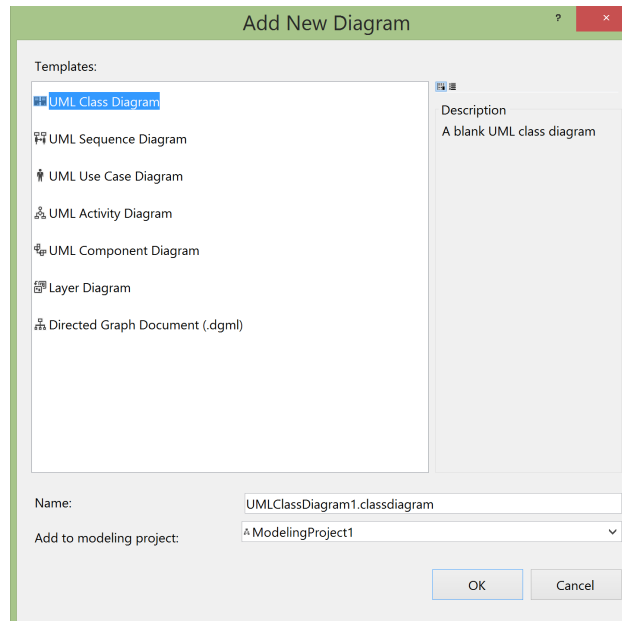 Add New Diagram
?
×
Templates:
UML Class Diagram
UML Sequence Diagram
UML Use Case Diagram
UML Activity Diagram
UML Component Diagram
Layer Diagram
Directed Graph Document (.dgml)
Description
A blank UML class diagram
Name:
UMLClassDiagram1.classdiagram
Add to modeling project:
ModelingProject1
OK
Cancel